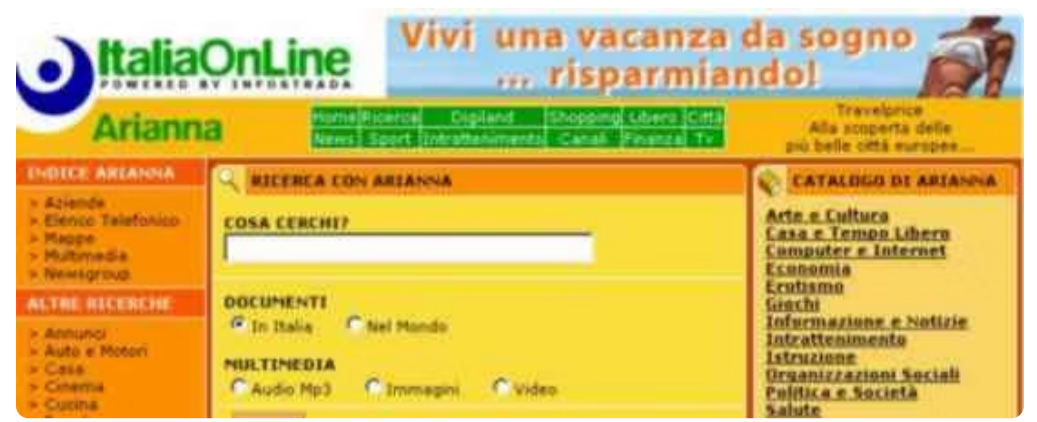 ItaliaOnLine
POWERED BY INFOSTRADA
Vivi una vacanza da sogno
... risparmiando!
Arianna
Home Ricerca Digiland Shopping Libero Città
News Sport Intrattenimento Canali Finanza Tv
Travelprice
Alla scoperta delle
più belle città europee...
INDICE ARIANNA
> Aziende
> Elenco Telefonico
> Mappe
> Multimedia
> Newsgroup
ALTRE RICERCHE
> Annunci
> Auto e Motori
> Casa
> Cinema
> Cucina
RICERCA CON ARIANNA
COSA CERCHI?
DOCUMENTI
In Italia Nel Mondo
MULTIMEDIA
Audio Mp3 Immagini Video
CATALOGO DI ARIANNA
Arte e Cultura
Casa e Tempo Libero
Computer e Internet
Economia
Erotismo
Giochi
Informazione e Notizie
Intrattenimento
Istruzione
Organizzazioni Sociali
Politica e Società
Salute